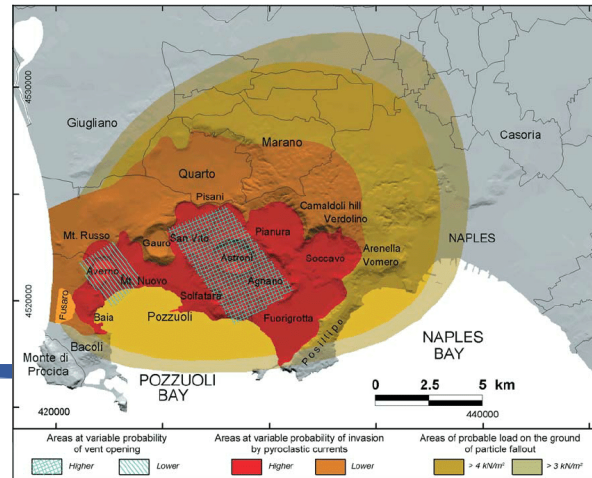 4530000
Giugliano
Casoria
Marano
Quarto
Pisani
Camaldoli hill
Verdolino
Mt. Russo
San Vito
Pianura
Gauro
NAPLES
Arenella
Vomero
Astroni
Soccavo
Averno
Mt. Nuovo
Agnano
4520000
Solfatara
Fusaro
Baia
Pozzuoli
Fuorigrotta
Posillipo
Bacoli
NAPLES
BAY
Monte di
Procica
POZZUOLI
BAY
0 2.5 5 km
420000 440000
Areas at variable probability
of vent opening
Higher Lower
Areas at variable probability of invasion
by pyroclastic currents
Higher Lower
Areas of probable load on the ground
of particle fallout
> 4 kN/m² > 3 kN/m²